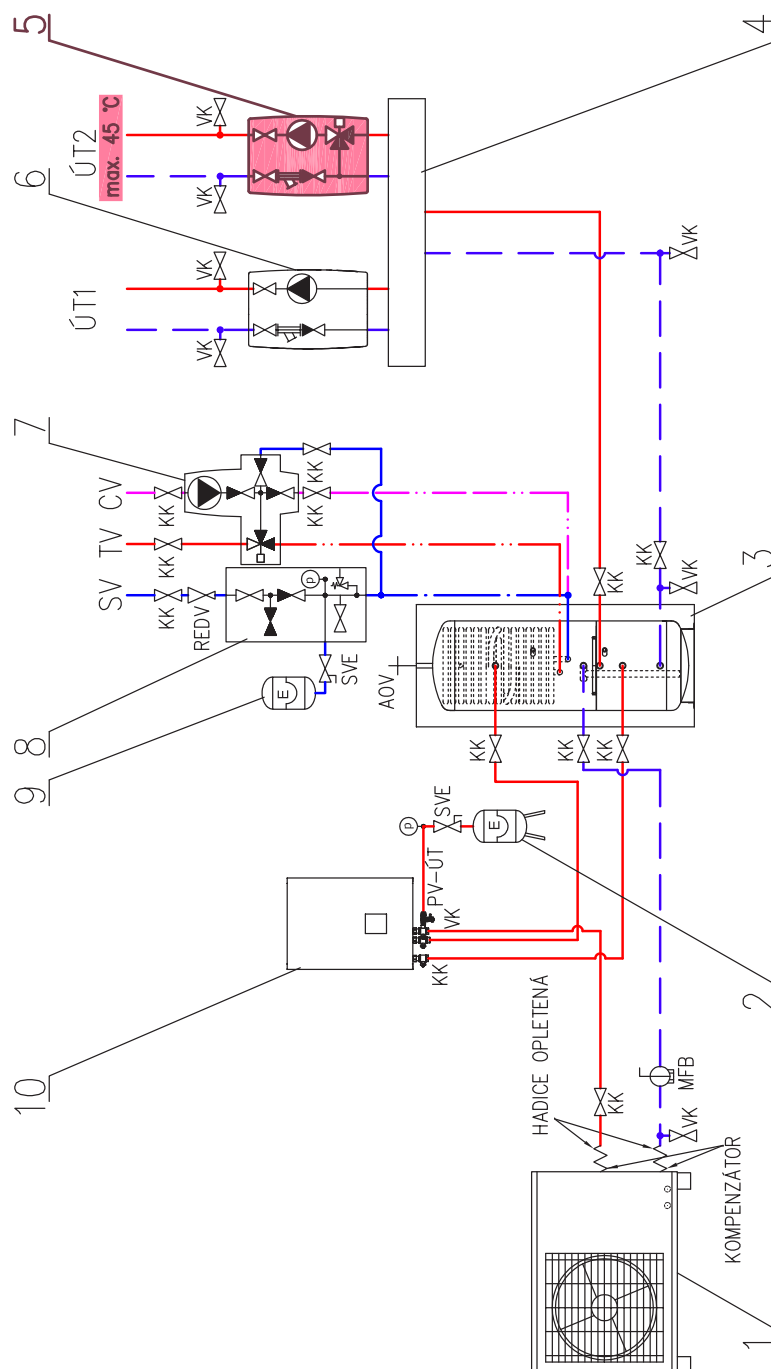 5
ÚT2
max. 45 °C
VK
VK
4
6
ÚT1
VK
VK
VK
7
CV
TV
SV
KK
KK
KK
REDV
KK
KK
P
8
SVE
E
9
AOV
KK
KK
VK
3
KK
KK
KK
10
P
SVE
PV-ÚT
E
VK
KK
2
HADICE OPLETENÁ
KK
MFB
VK
KOMPENZÁTOR
1